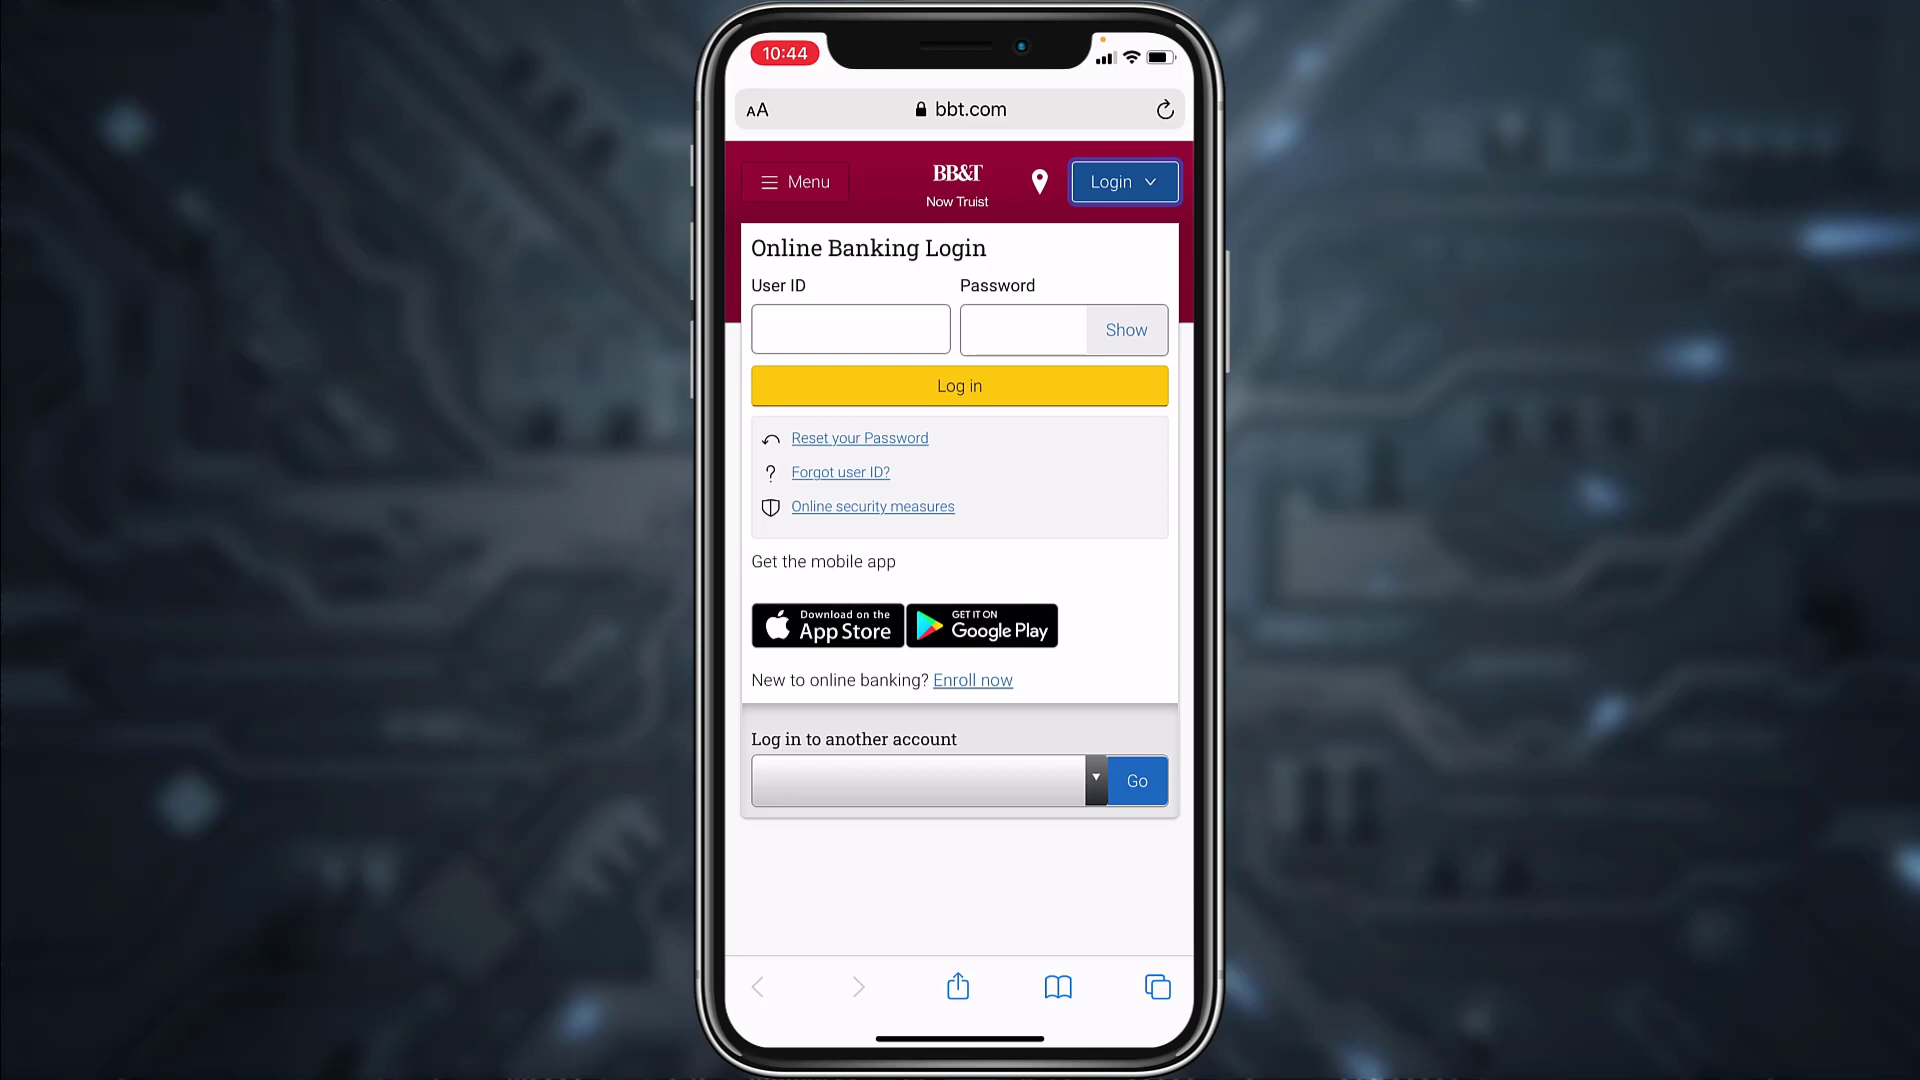 10:44
AA
bbt.com
Menu
BB&T
Now Truist
Login
Online Banking Login
User ID
Password
Show
Log in
Reset your Password
?
Forgot user ID?
Online security measures
Get the mobile app
Download on the
App Store
GET IT ON
Google Play
New to online banking? Enroll now
Log in to another account
Go